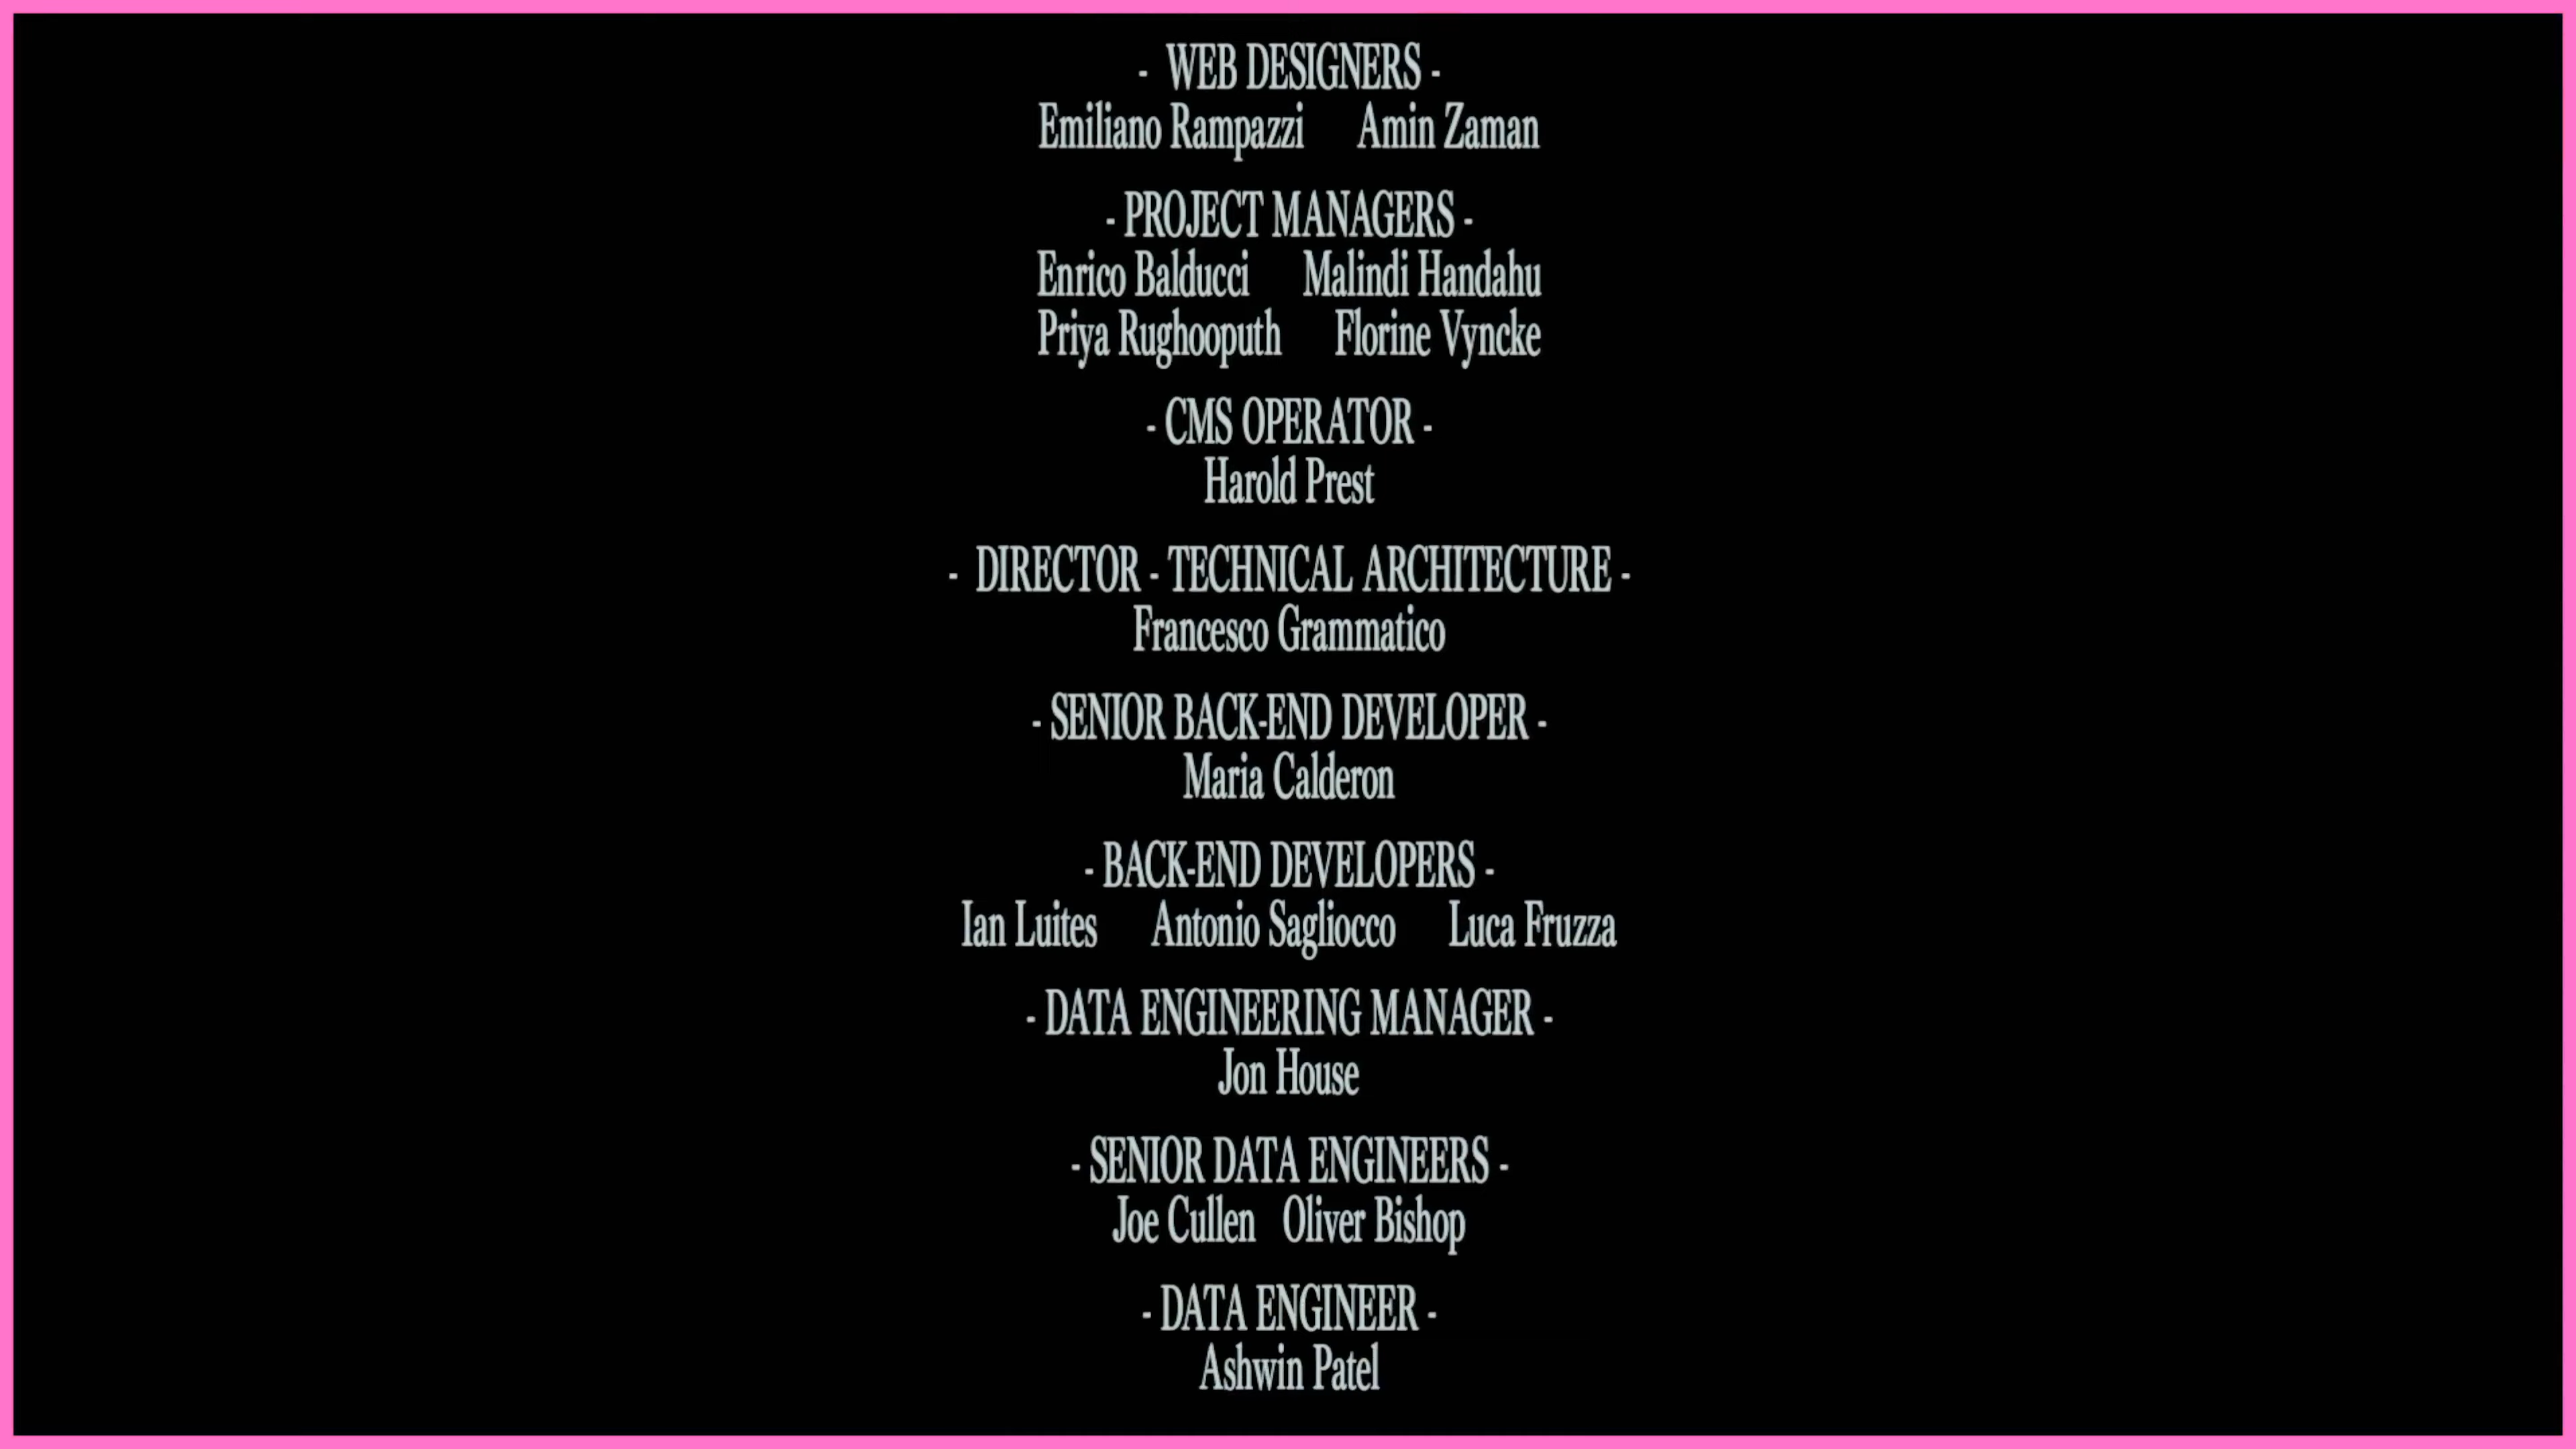 - WEB DESIGNERS -
Emiliano Rampazzi Amin Zaman
- PROJECT MANAGERS -
Enrico Balducci Malindi Handahu
Priya Rughooputh Florine Vyncke
- CMS OPERATOR -
Harold Prest
- DIRECTOR - TECHNICAL ARCHITECTURE -
Francesco Grammatico
- SENIOR BACK-END DEVELOPER -
Maria Calderon
- BACK-END DEVELOPERS -
Ian Luites Antonio Sagliocco Luca Fruzza
- DATA ENGINEERING MANAGER -
Jon House
- SENIOR DATA ENGINEERS -
Joe Cullen Oliver Bishop
- DATA ENGINEER -
Ashwin Patel